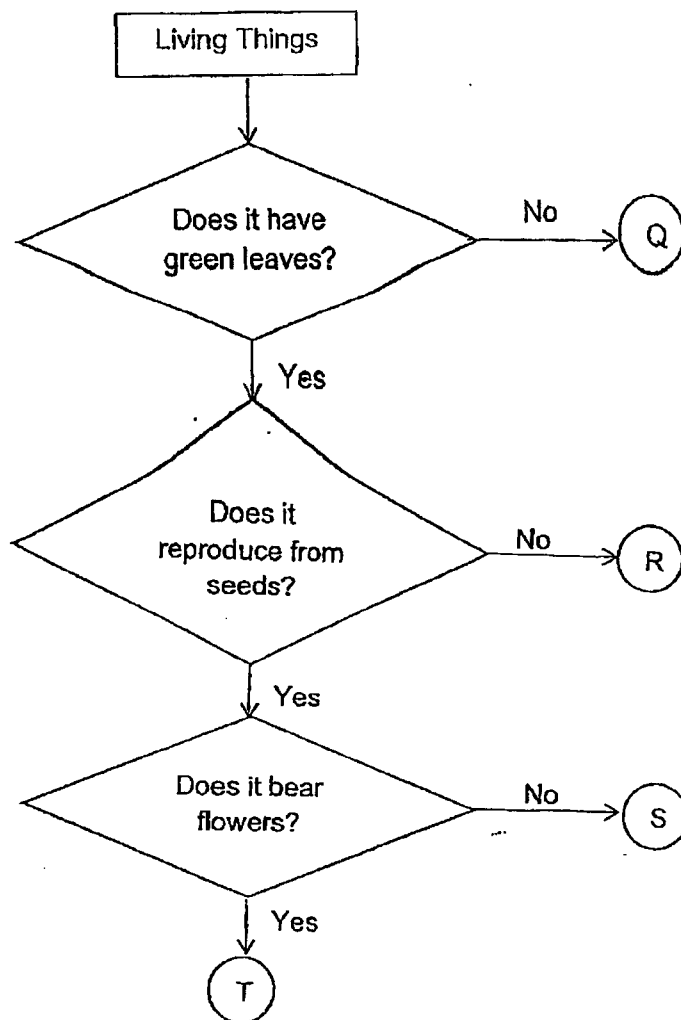 Living Things
Does it have
green leaves?
No
Q
Yes
Does it
reproduce from
seeds?
No
R
Yes
Does it bear
flowers?
No
S
Yes
T